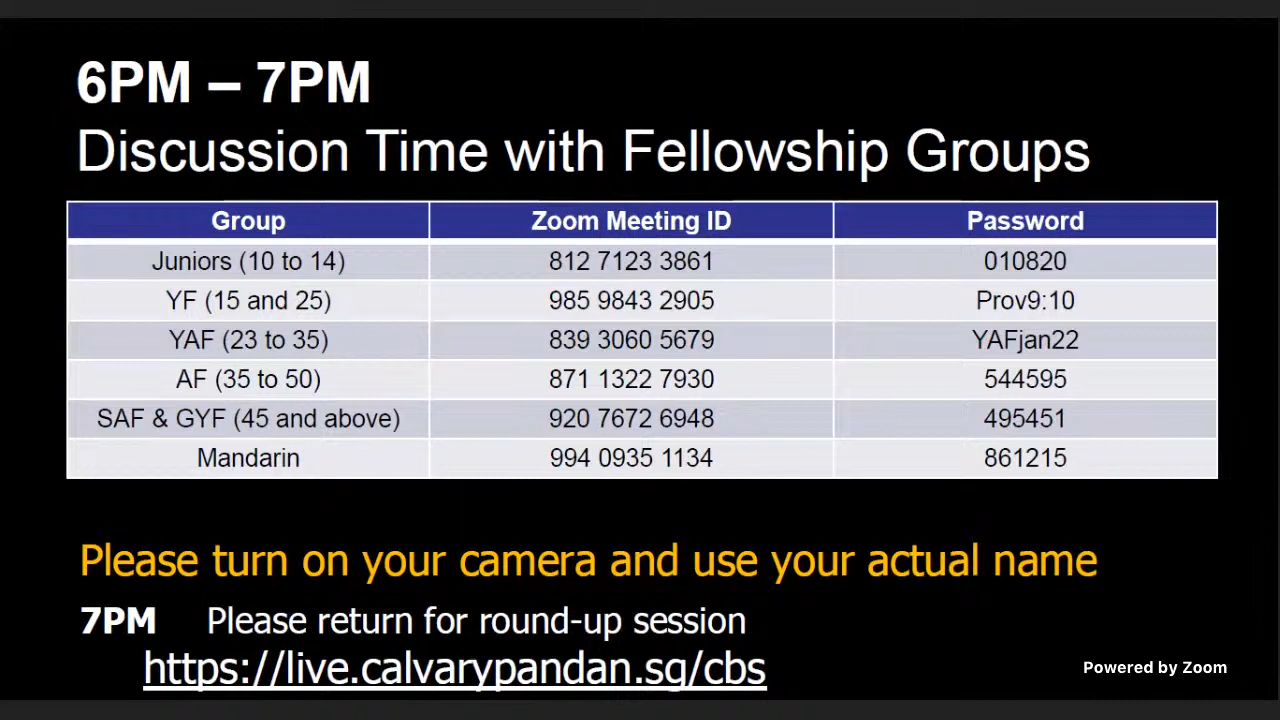 6PM – 7PM
Discussion Time with Fellowship Groups
Group Zoom Meeting ID Password
Juniors (10 to 14) 812 7123 3861 010820
YF (15 and 25) 985 9843 2905 Prov9:10
YAF (23 to 35) 839 3060 5679 YAFjan22
AF (35 to 50) 871 1322 7930 544595
SAF & GYF (45 and above) 920 7672 6948 495451
Mandarin 994 0935 1134 861215
Please turn on your camera and use your actual name
7PM Please return for round-up session
https://live.calvarypandan.sg/cbs
Powered by Zoom